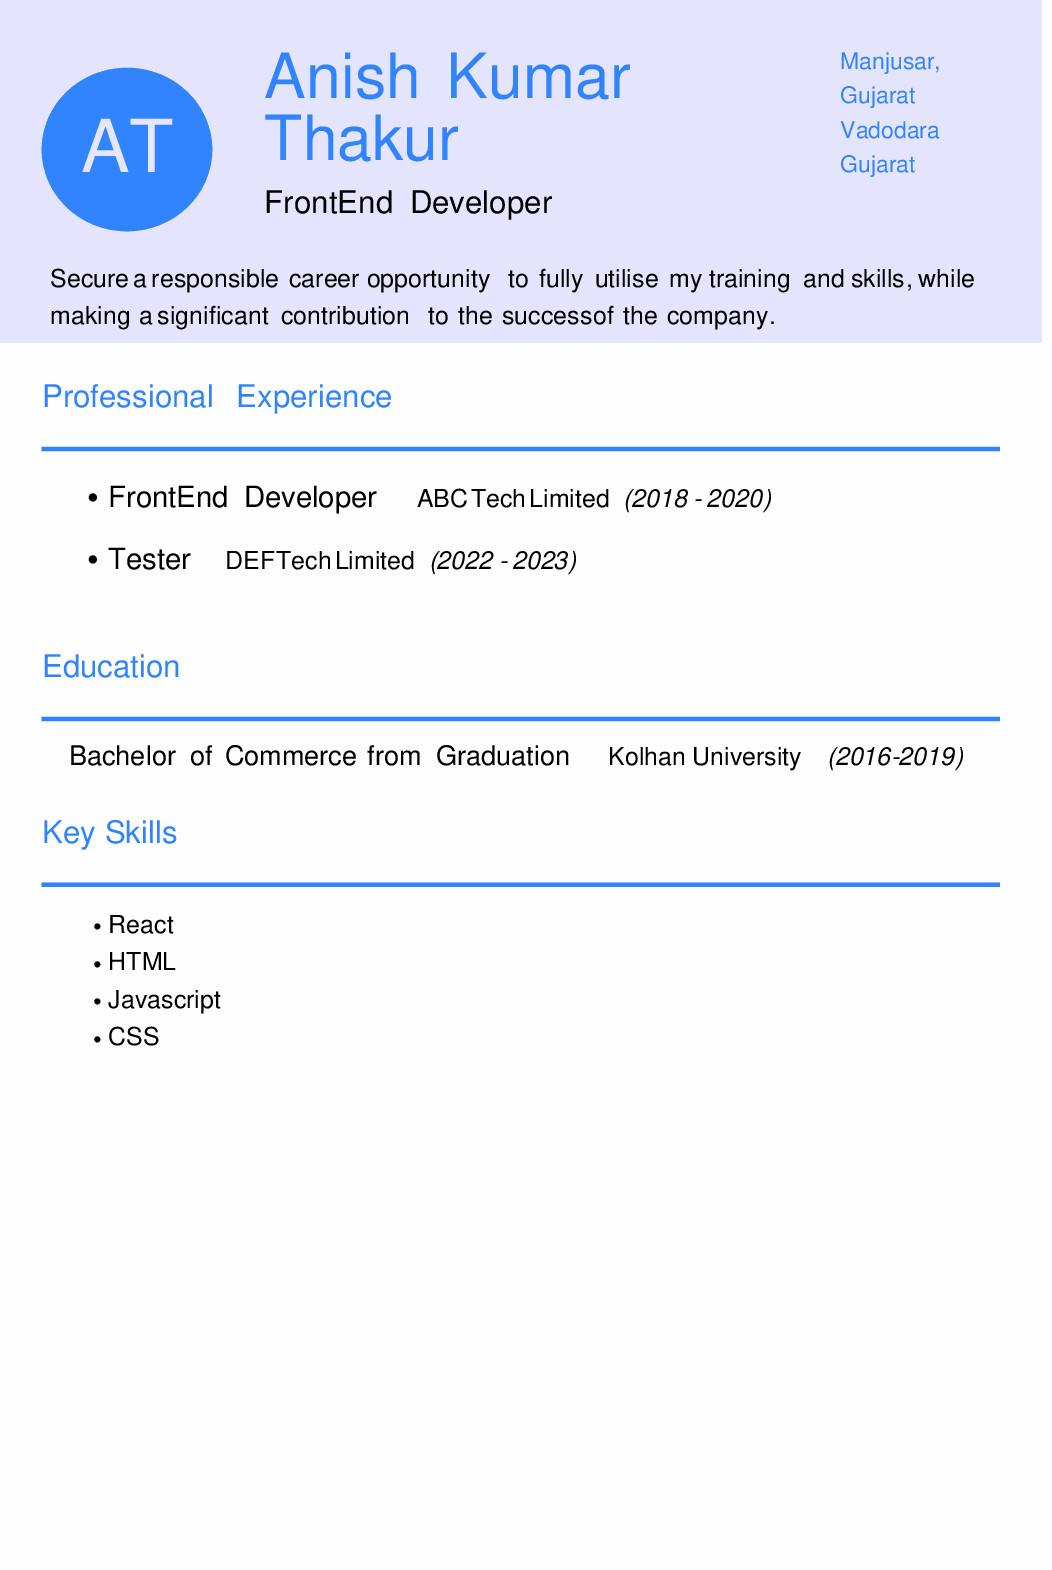 AT
Anish Kumar
Thakur
FrontEnd Developer
Manjusar,
Gujarat
Vadodara
Gujarat
Secure a responsible career opportunity to fully utilise my training and skills, while
making a significant contribution to the successof the company.
Professional Experience
• FrontEnd Developer ABC Tech Limited (2018 - 2020)
• Tester DEFTech Limited (2022 - 2023)
Education
Bachelor of Commerce from Graduation Kolhan University (2016-2019)
Key Skills
• React
• HTML
• Javascript
• CSS